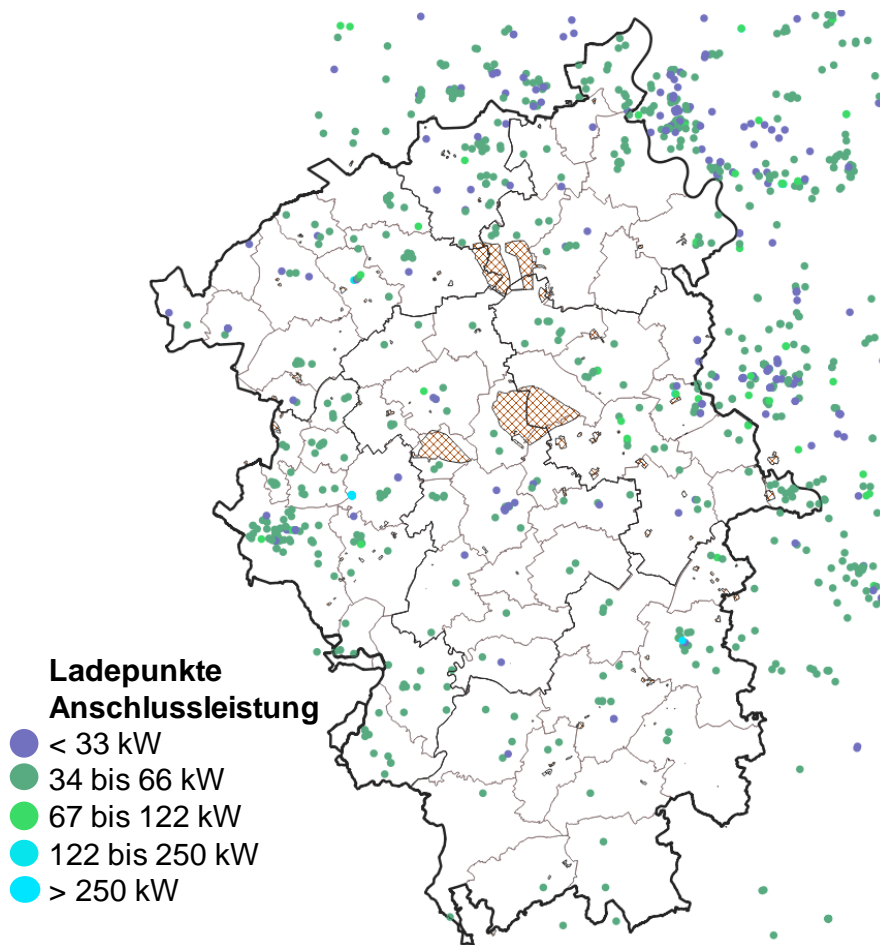 Ladepunkte
Anschlussleistung
< 33 kW
34 bis 66 kW
67 bis 122 kW
122 bis 250 kW
> 250 kW